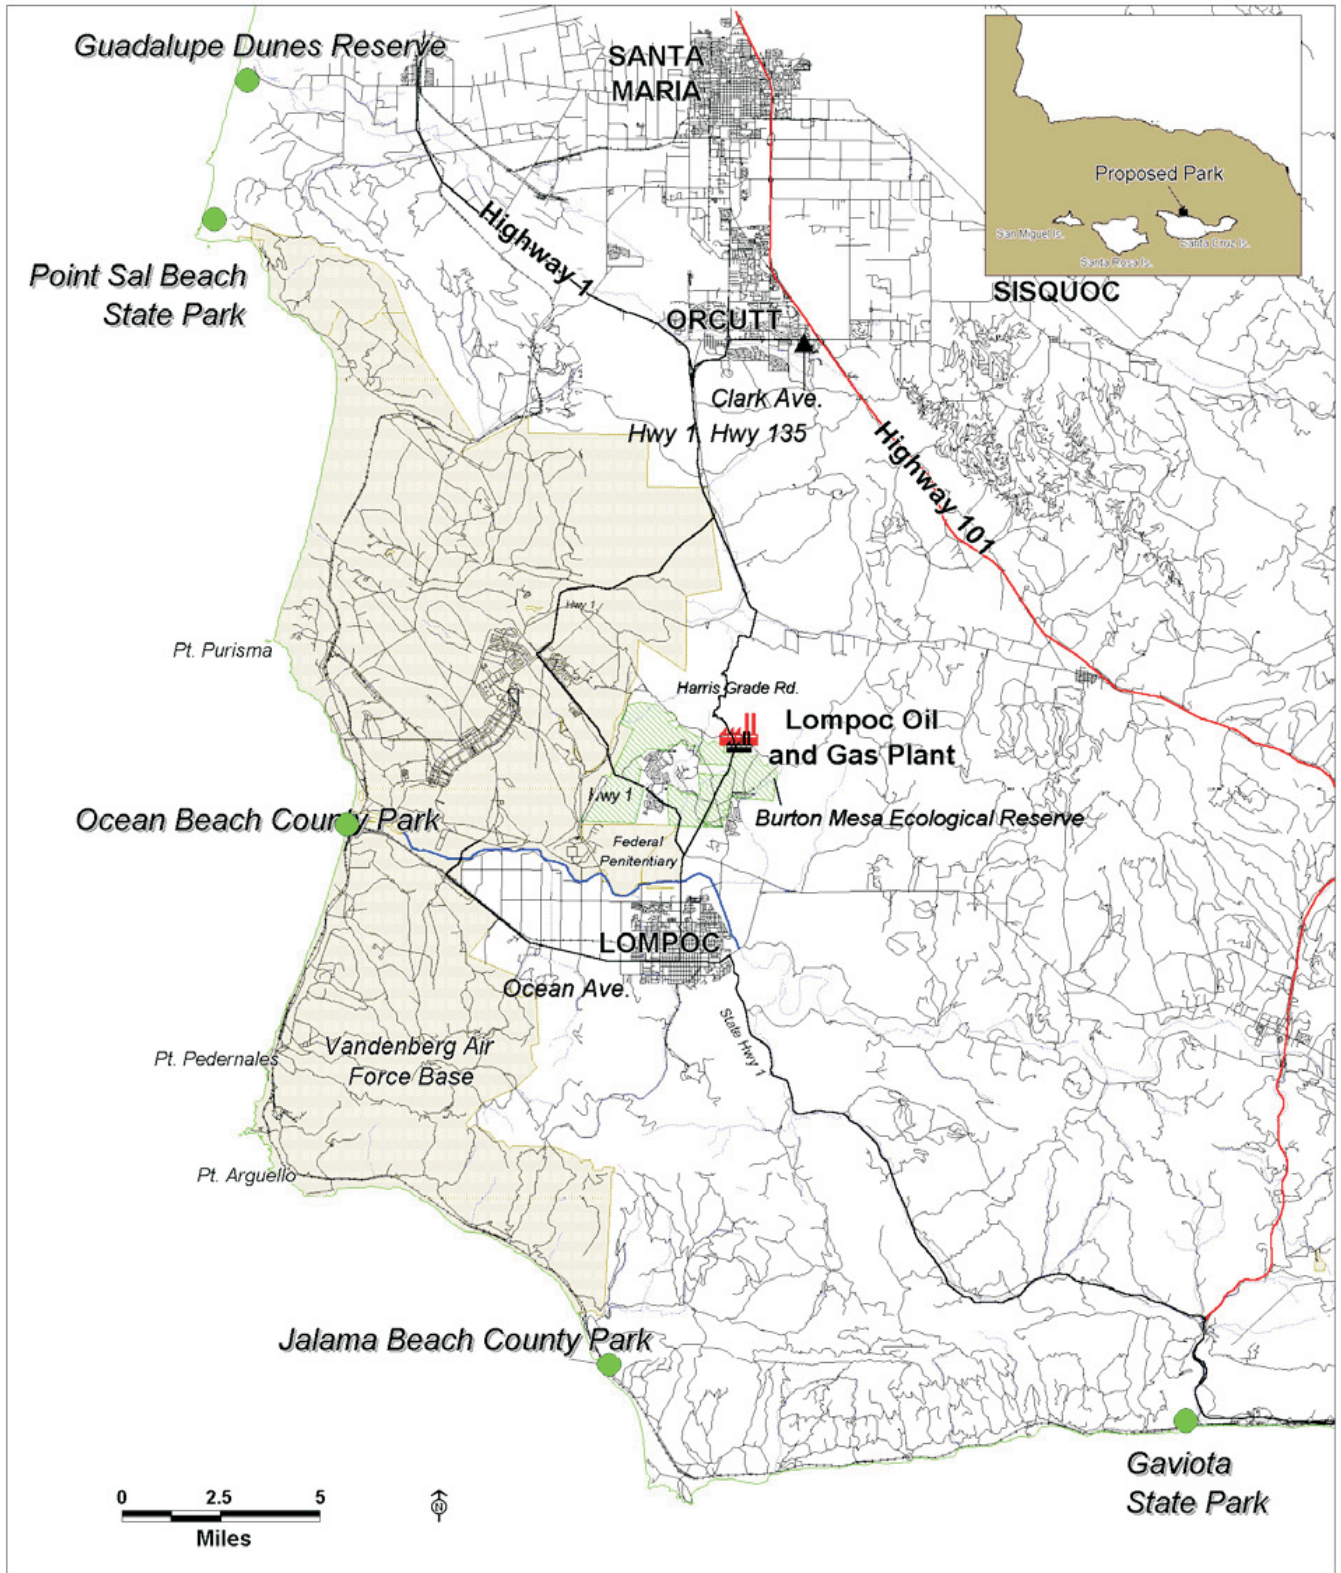 Guadalupe Dunes Reserve
SANTA
MARIA
Proposed Park
San Miguel Is.
Santa Rosa Is.
Santa Cruz Is.
Highway 1
Point Sal Beach
State Park
SISQUOC
ORCUTT
Clark Ave.
Hwy 1, Hwy 135
Highway 101
Hwy 1
Pt. Purisma
Harris Grade Rd.
Lompoc Oil
and Gas Plant
Hwy 1
Ocean Beach County Park
Burton Mesa Ecological Reserve
Federal
Penitentiary
LOMPOC
Ocean Ave.
State Hwy 1
Vandenberg Air
Force Base
Pt. Pedernales
Pt. Arguello
Jalama Beach County Park
Gaviota
State Park
0 2.5 5
Miles
N